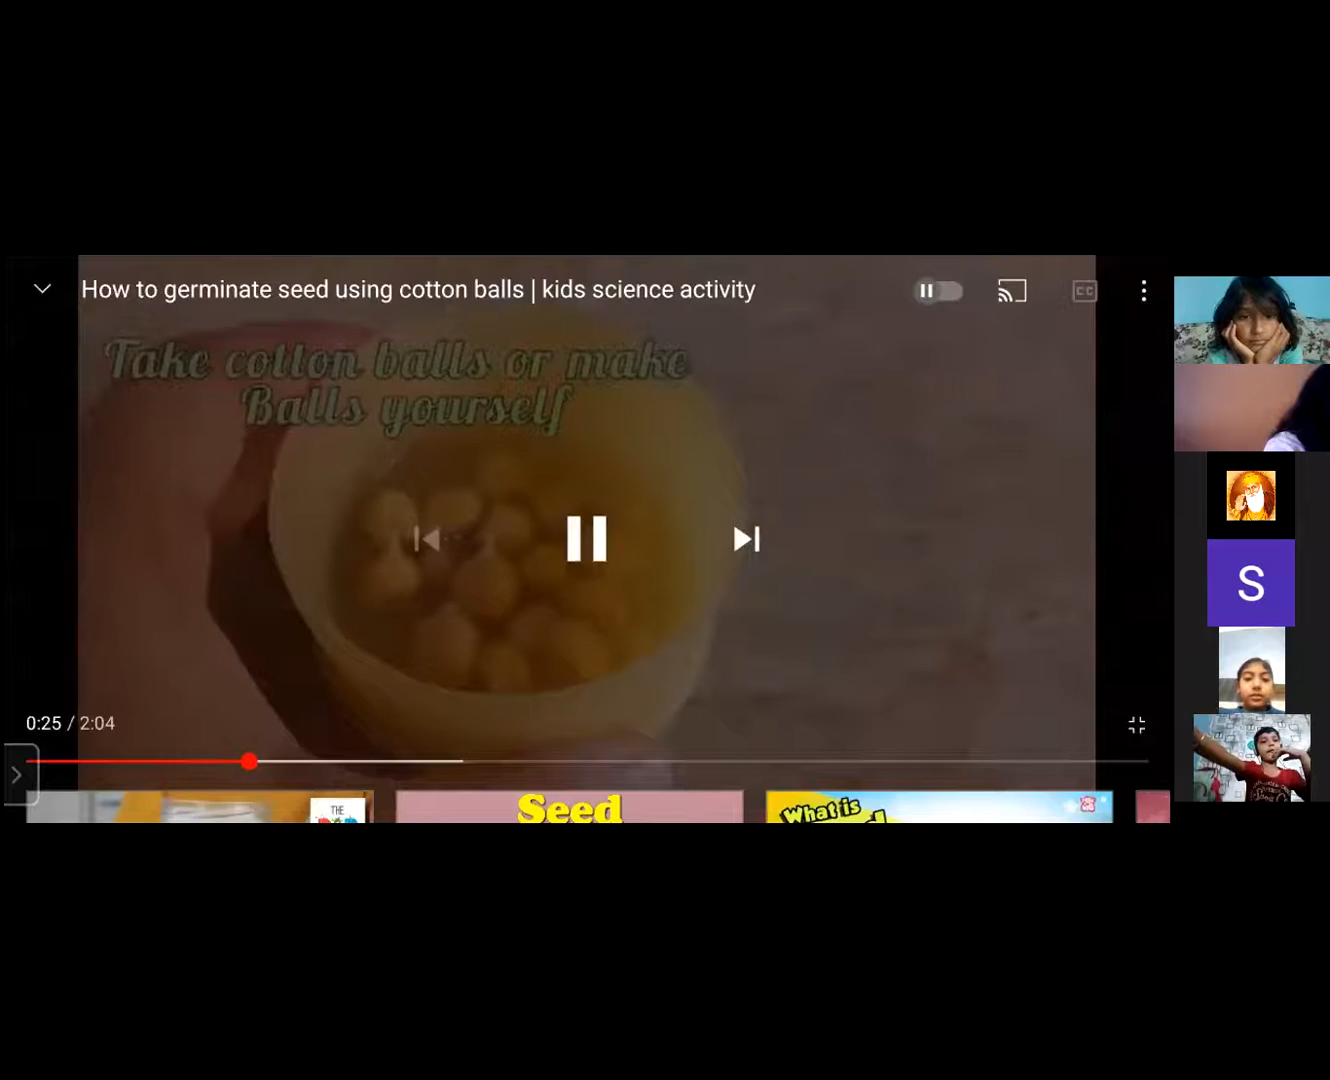 How to germinate seed using cotton balls | kids science activity
CC
Take cotton balls or make
Balls yourself
0:25 / 2:04
THE
Seed
What is
S